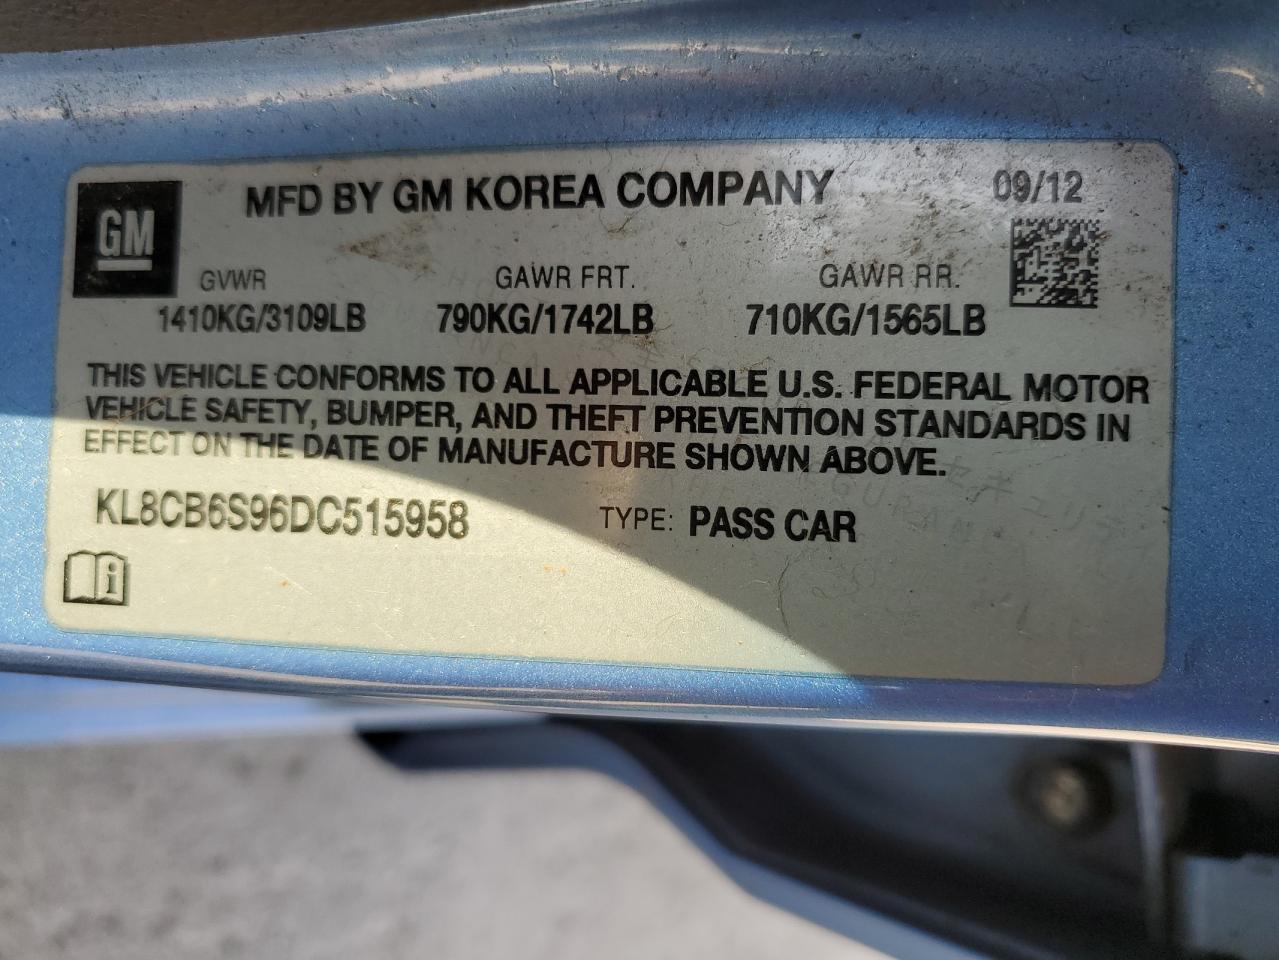 GM
MFD BY GM KOREA COMPANY
09/12
GVWR
GAWR FRT.
GAWR RR.
1410KG/3109LB
790KG/1742LB
710KG/1565LB
THIS VEHICLE CONFORMS TO ALL APPLICABLE U.S. FEDERAL MOTOR
VEHICLE SAFETY, BUMPER, AND THEFT PREVENTION STANDARDS IN
EFFECT ON THE DATE OF MANUFACTURE SHOWN ABOVE.
KL8CB6S96DC515958
TYPE: PASS CAR
i